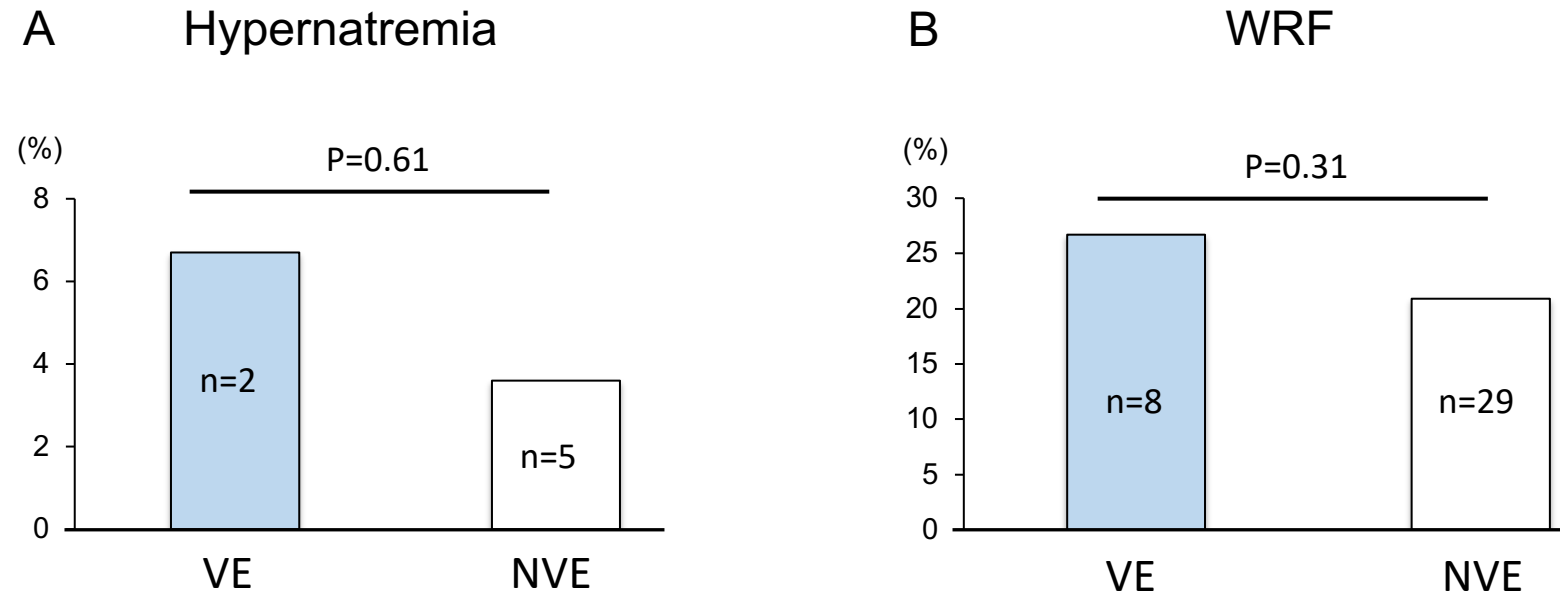 A Hypernatremia
(%)
P=0.61
8
6
4
2
0
n=2
n=5
VE NVE
B WRF
(%)
P=0.31
30
25
20
15
10
5
0
n=8
n=29
VE NVE